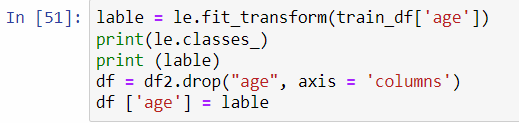 In [51]: lable = le.fit_transform(train_df['age'])
print(le.classes_)
print (lable)
df = df2.drop("age", axis = 'columns')
df ['age'] = lable